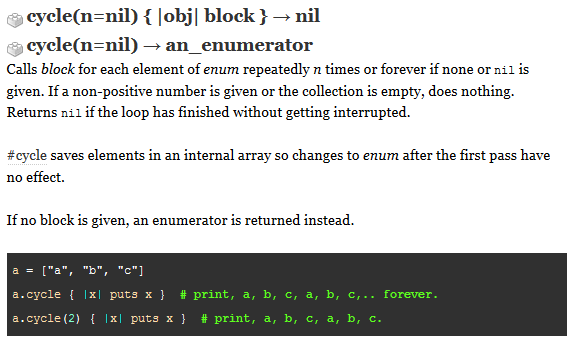 cycle(n=nil) { |obj| block } → nil
cycle(n=nil) → an_enumerator
Calls block for each element of enum repeatedly n times or forever if none or nil is
given. If a non-positive number is given or the collection is empty, does nothing.
Returns nil if the loop has finished without getting interrupted.
#cycle saves elements in an internal array so changes to enum after the first pass have
no effect.
If no block is given, an enumerator is returned instead.
a = ["a", "b", "c"]
a.cycle { |x| puts x }  # print, a, b, c, a, b, c,.. forever.
a.cycle(2) { |x| puts x }  # print, a, b, c, a, b, c.